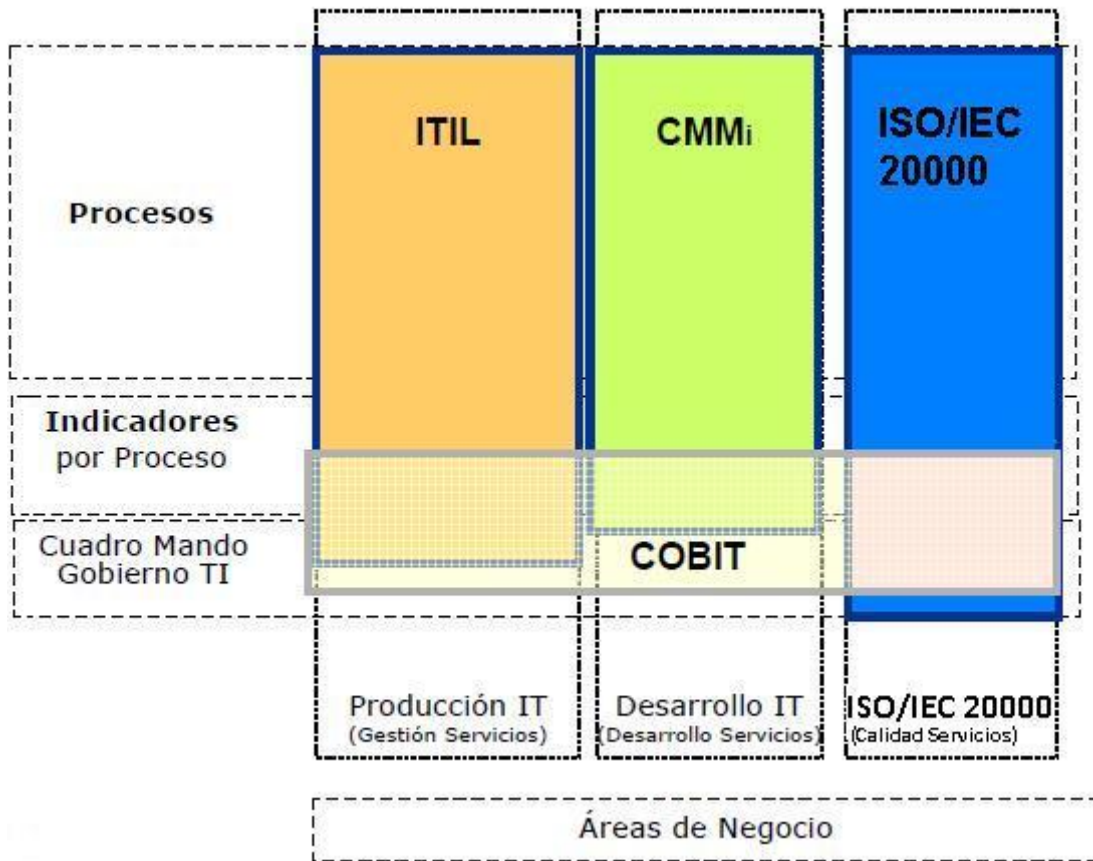 ITIL
CMMi
ISO/IEC
20000
Procesos
Indicadores
por Proceso
Cuadro Mando
Gobierno TI
COBIT
Producción IT
(Gestión Servicios)
Desarrollo IT
(Desarrollo Servicios)
ISO/IEC 20000
(Calidad Servicios)
Áreas de Negocio